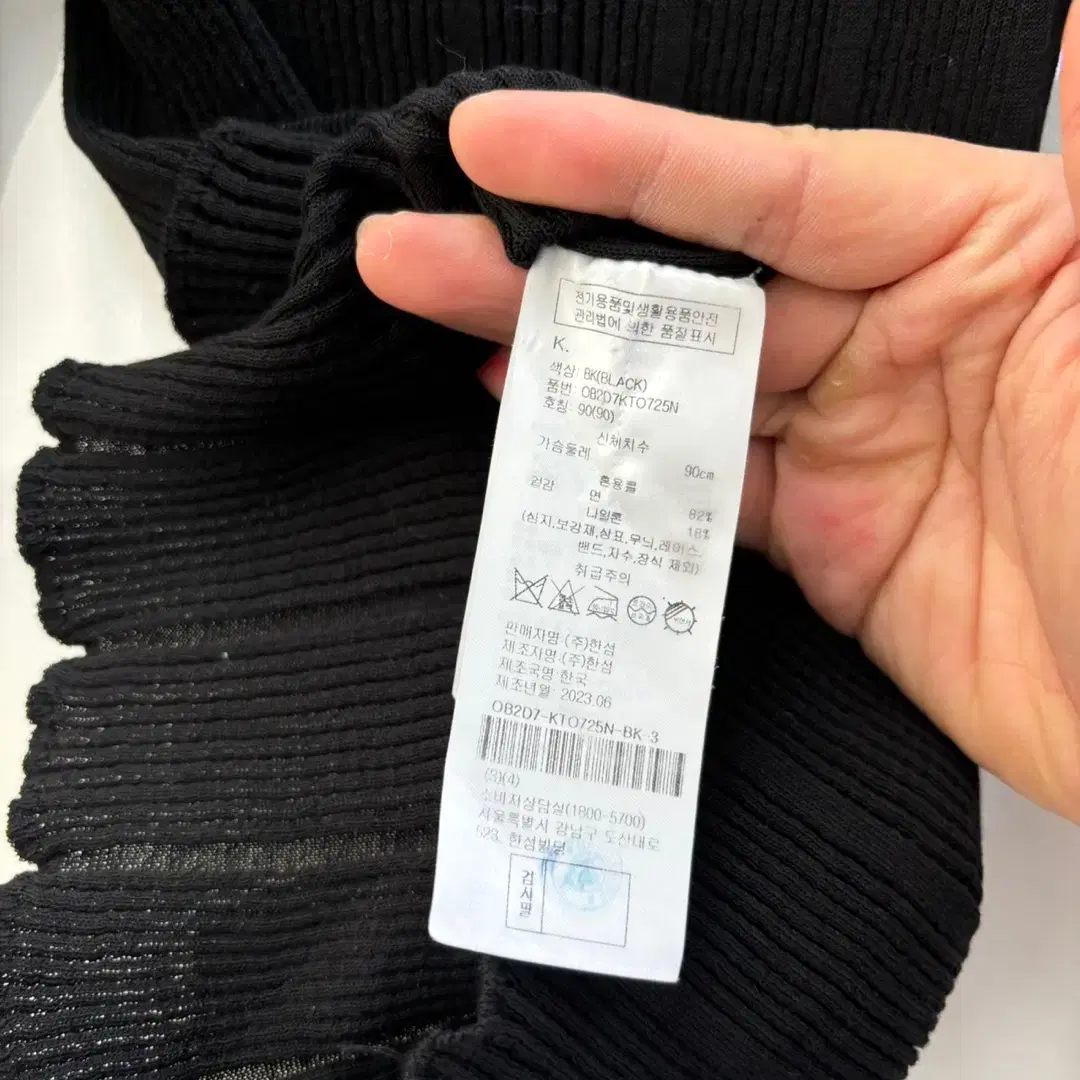 전기용품및생활용품안전
관리법에 의한 품질표시
K.
색상: BK(BLACK)
품번: OB2D7KTO725N
호칭: 90(90)
신체치수
가슴둘레 90cm
혼용률
겉감 면 82%
나일론 18%
(심지,보강재,상표,무늬,레이스,
밴드,자수,장식 제외)
취급주의
판매자명:(주)한섬
제조자명:(주)한섬
제조국명:한국
제조년월: 2023.06
OB2D7-KTO725N-BK-3
(3)(4)
소비자상담실(1800-5700)
서울특별시 강남구 도산대로
523, 한섬빌딩
검사필